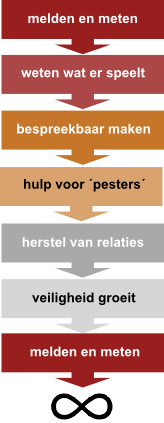 melden en meten
weten wat er speelt
bespreekbaar maken
hulp voor ´pesters´
herstel van relaties
veiligheid groeit
melden en meten